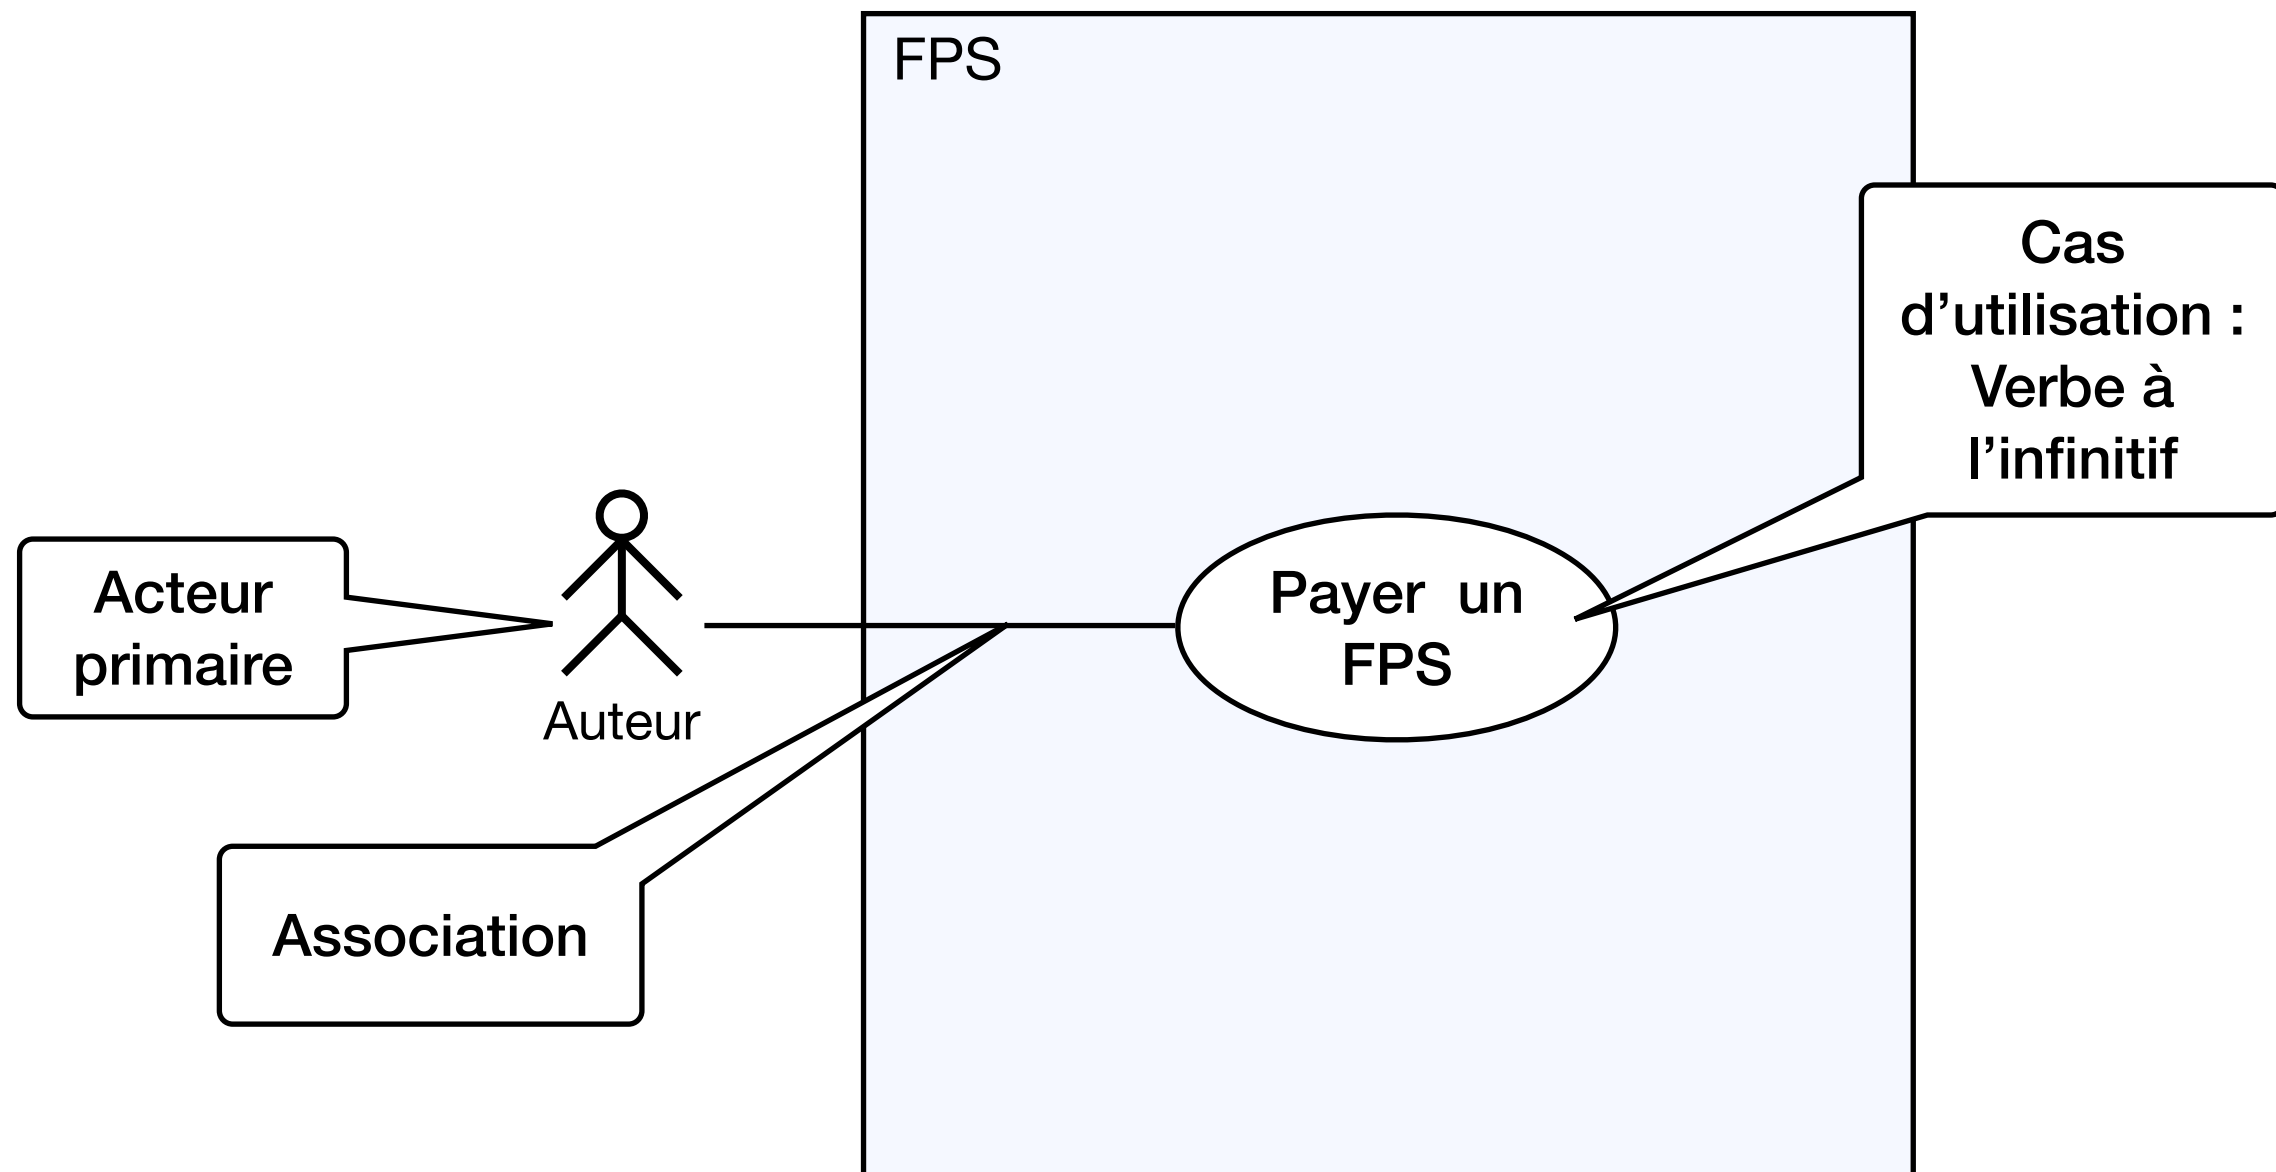 FPS
Cas
d’utilisation :
Verbe à
l’infinitif
Acteur
primaire
Auteur
Payer un
FPS
Association